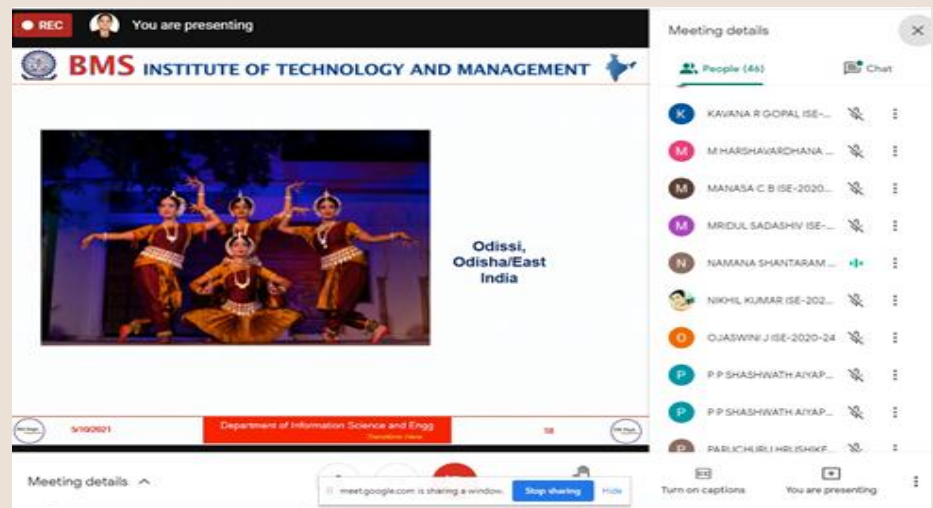 REC
You are presenting
BMS INSTITUTE OF TECHNOLOGY AND MANAGEMENT
Odissi,
Odisha/East
India
5/10/2021
Department of Information Science and Engg
58
Meeting details
People (46)
Chat
K KAVANA R GOPAL ISE-...
M M HARSHAVARDHANA ...
M MANASA C B ISE-2020...
M MRIDUL SADASHIV ISE-...
N NAMANA SHANTARAM ...
NIKHIL KUMAR ISE-202...
O OJASWINI J ISE-2020-24
P P P SHASHWATH AIYAP...
P P P SHASHWATH AIYAP...
P PARUCHURU HRUSHIKE...
Meeting details
meet.google.com is sharing a window.
Stop sharing
Hide
Turn on captions
You are presenting